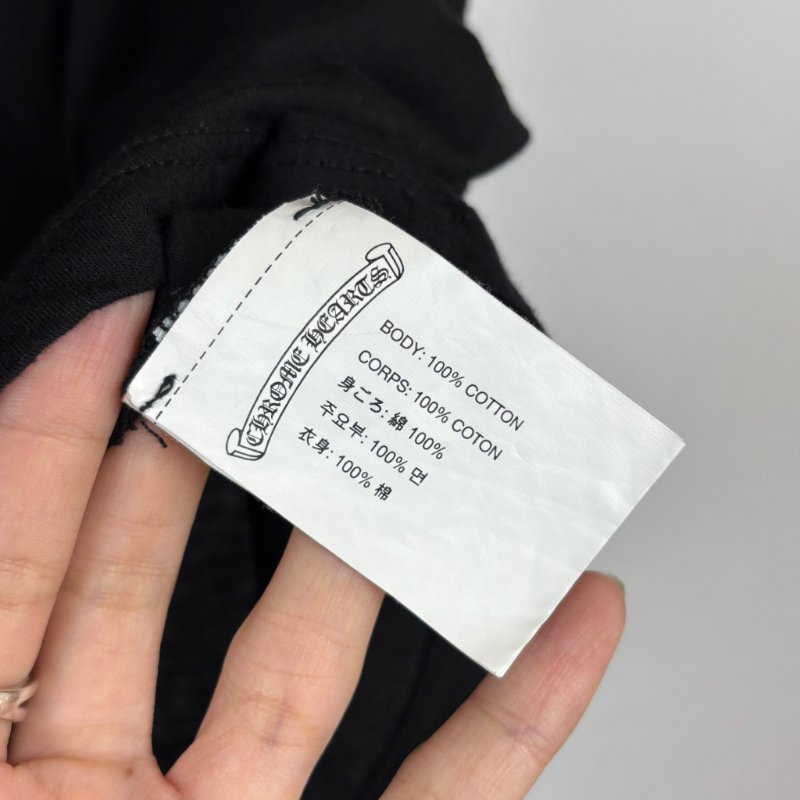 CHROME HEARTS
BODY: 100% COTTON
CORPS: 100% COTON
身ごろ: 綿 100%
주요부: 100% 면
衣身: 100% 棉